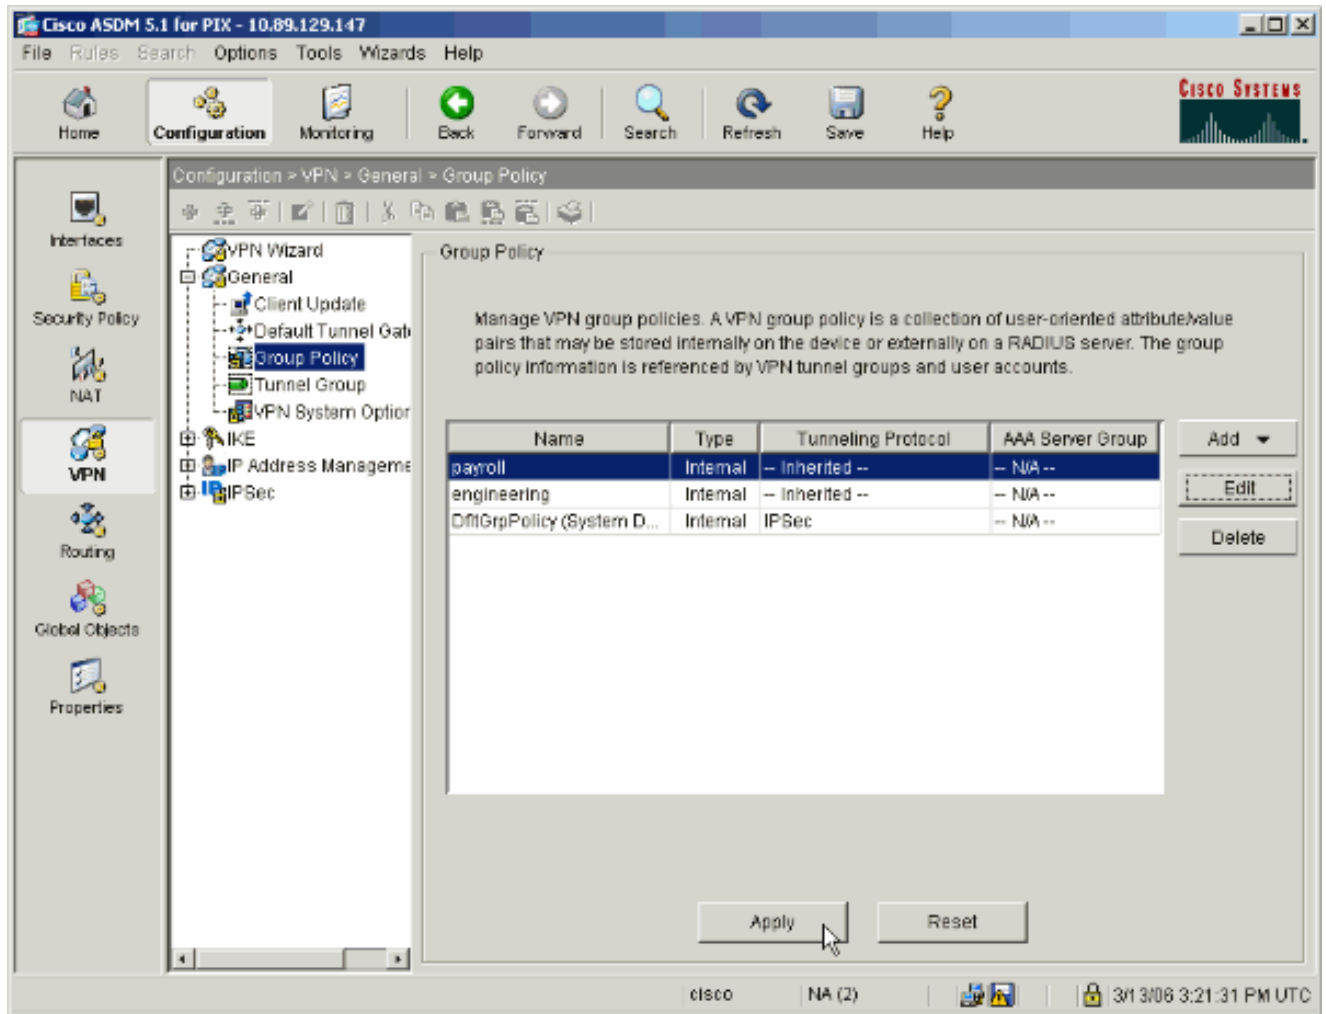 Cisco ASDM 5.1 for PIX - 10.89.129.147
File Rules Search Options Tools Wizards Help
Home Configuration Monitoring Back Forward Search Refresh Save Help
CISCO SYSTEMS
Configuration > VPN > General > Group Policy
Interfaces
Security Policy
NAT
VPN
Routing
Global Objects
Properties
VPN Wizard
General
Client Update
Default Tunnel Gate
Group Policy
Tunnel Group
VPN System Option
IKE
IP Address Manageme
IPSec
Group Policy
Manage VPN group policies. A VPN group policy is a collection of user-oriented attribute/value
pairs that may be stored internally on the device or externally on a RADIUS server. The group
policy information is referenced by VPN tunnel groups and user accounts.
Name Type Tunneling Protocol AAA Server Group
payroll Internal -- Inherited -- -- N/A --
engineering Internal -- Inherited -- -- N/A --
DfltGrpPolicy (System D... Internal IPSec -- N/A --
Add
Edit
Delete
Apply Reset
cisco NA (2) 3/13/06 3:21:31 PM UTC